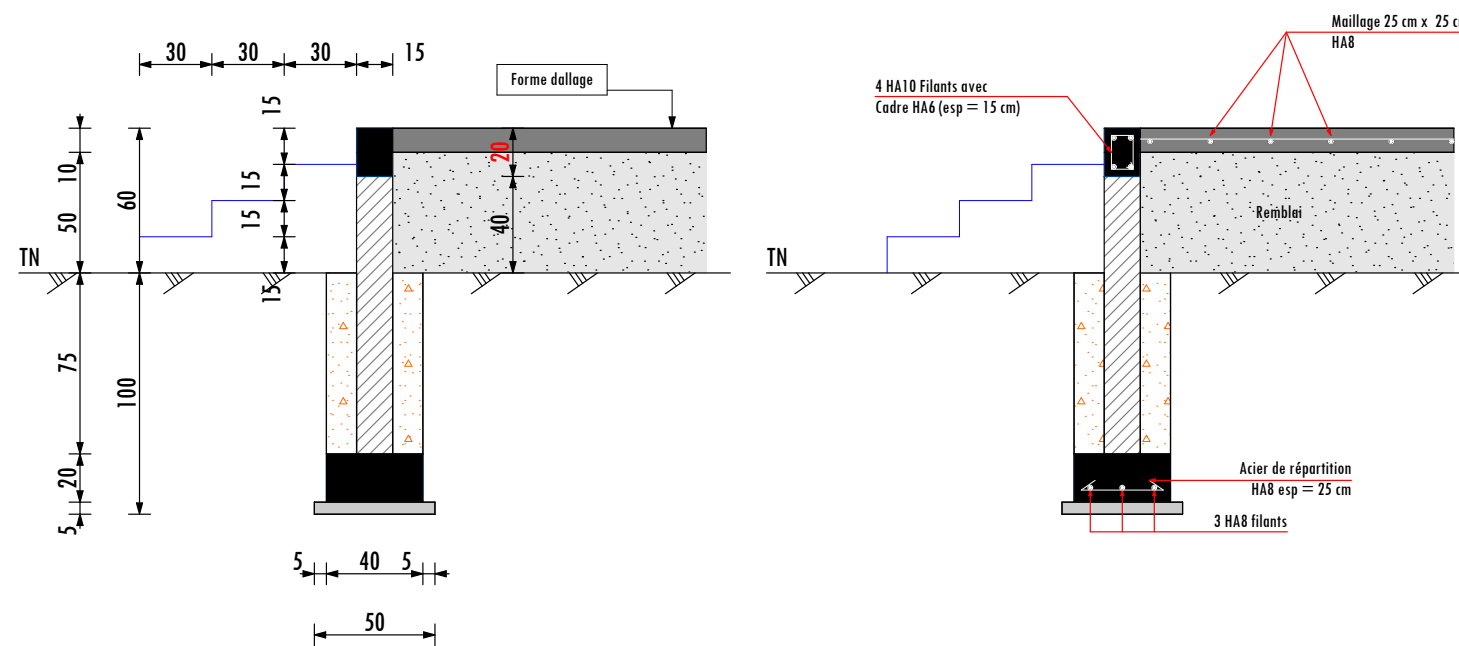 30
30
30
15
Forme dallage
15
15
15
15
20
40
10
50
60
TN
75
100
20
5
5
40
5
50
Maillage 25 cm x 25
HA8
4 HA10 Filants avec
Cadre HA6 (esp = 15 cm)
Remblai
TN
Acier de répartition
HA8 esp = 25 cm
3 HA8 filants